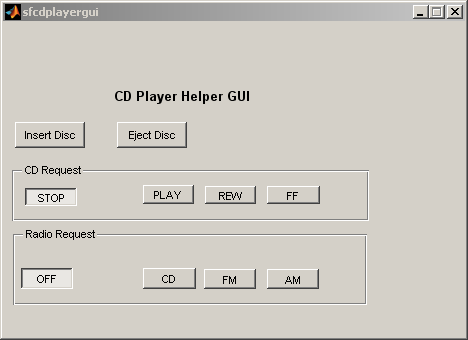 sfcdplayergui
CD Player Helper GUI
Insert Disc Eject Disc
CD Request
STOP PLAY REW FF
Radio Request
OFF CD FM AM